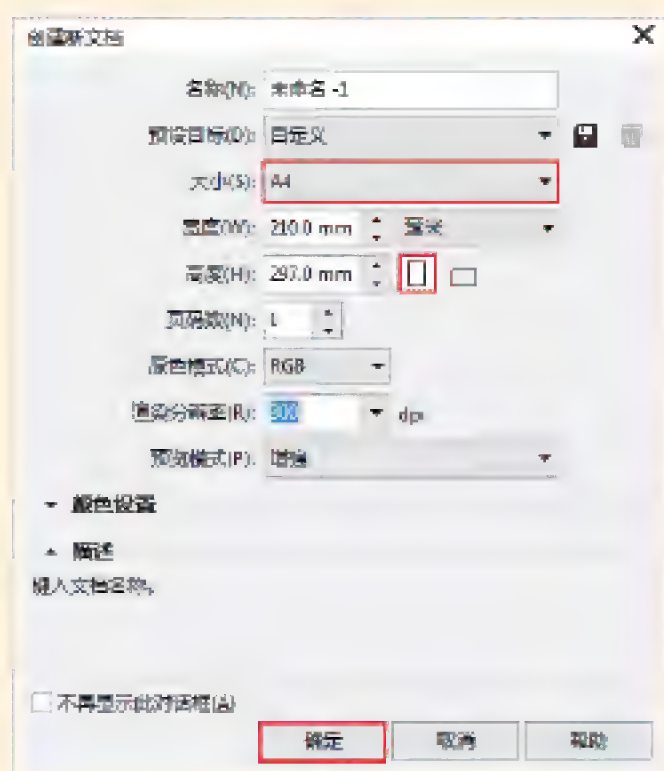 创建新文档
名称(N): 未命名 -1
预设目标(D): 自定义
大小(S): A4
宽度(W): 210.0 mm 毫米
高度(H): 297.0 mm
页码数(N): 1
原色模式(C): RGB
渲染分辨率(R): 300 dpi
预览模式(P): 增强
颜色设置
描述
键入文档名称。
不再显示此对话框(A)
确定 取消 帮助